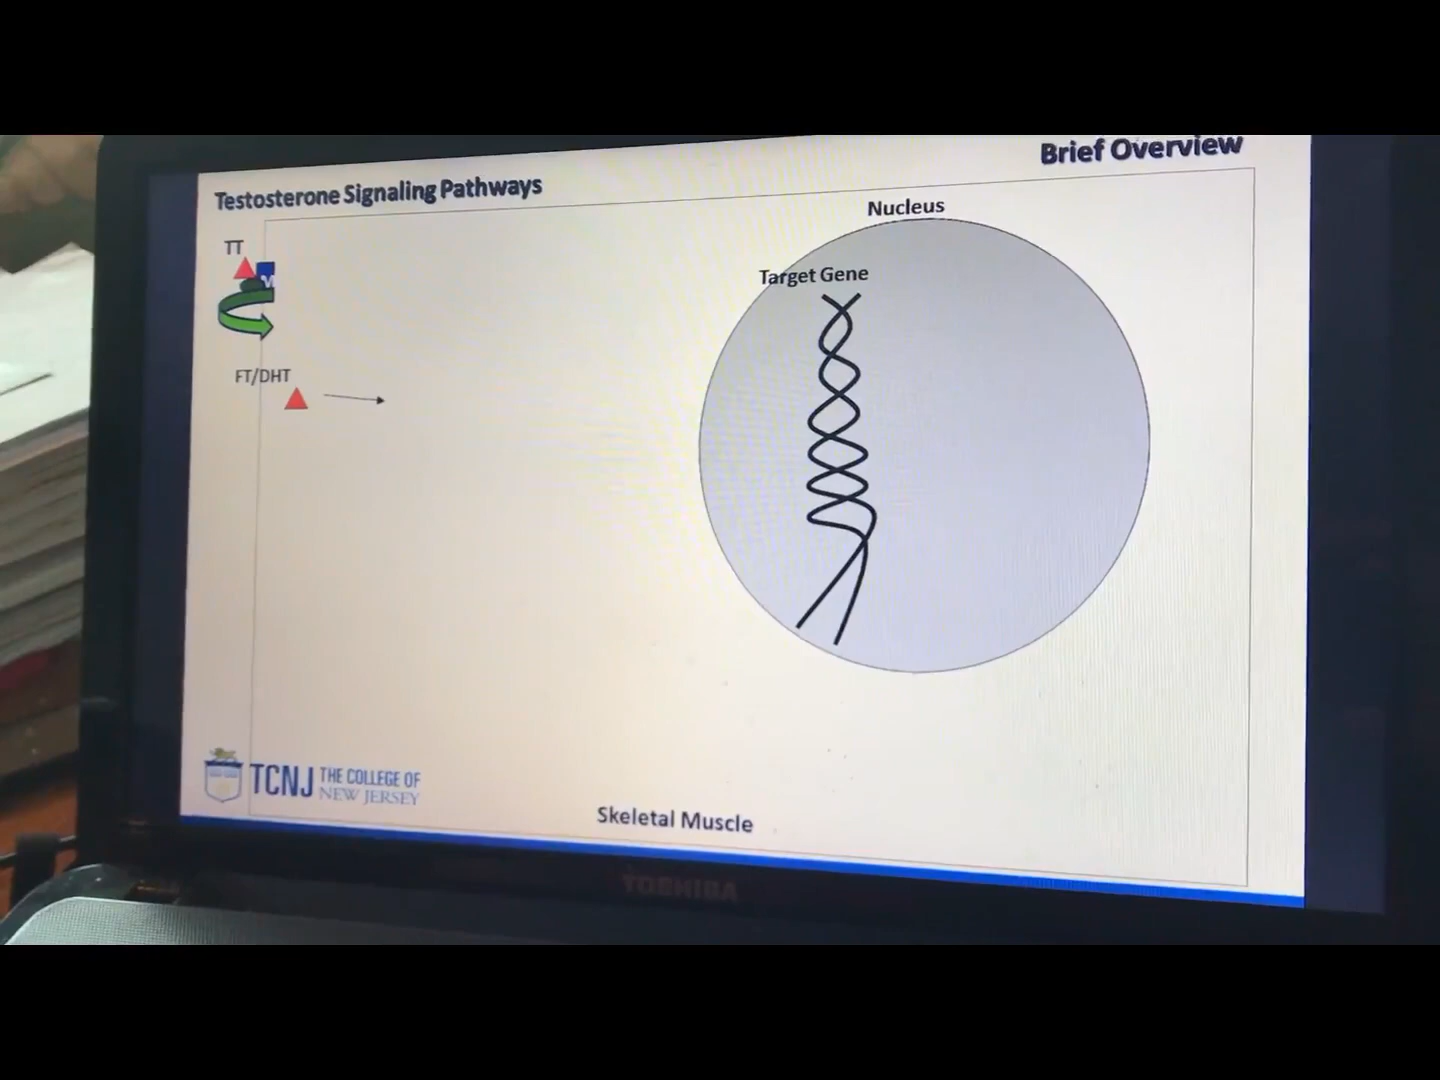 Brief Overview
Testosterone Signaling Pathways
Nucleus
TT
Target Gene
FT/DHT
TCNJ THE COLLEGE OF
NEW JERSEY
Skeletal Muscle
TOSHIBA